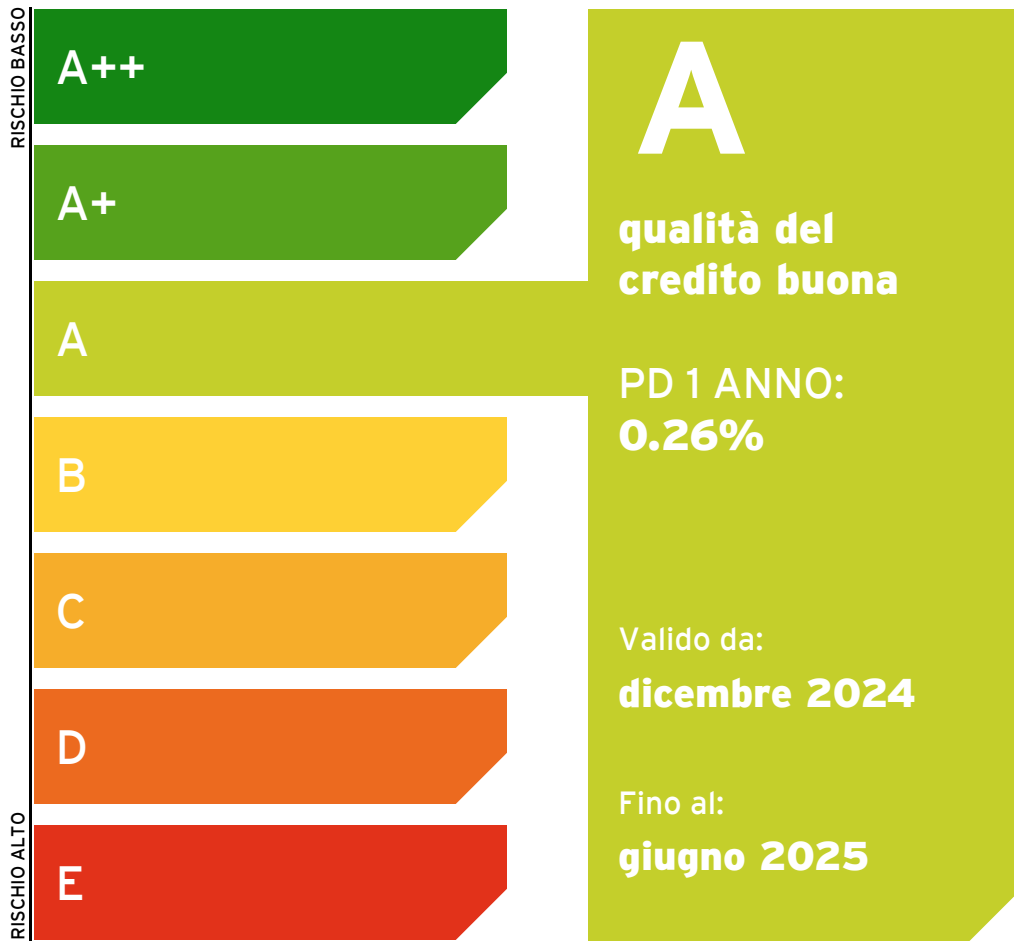 RISCHIO BASSO
A++
A+
A
B
C
D
E
RISCHIO ALTO
A
qualità del
credito buona
PD 1 ANNO:
0.26%
Valido da:
dicembre 2024
Fino al:
giugno 2025